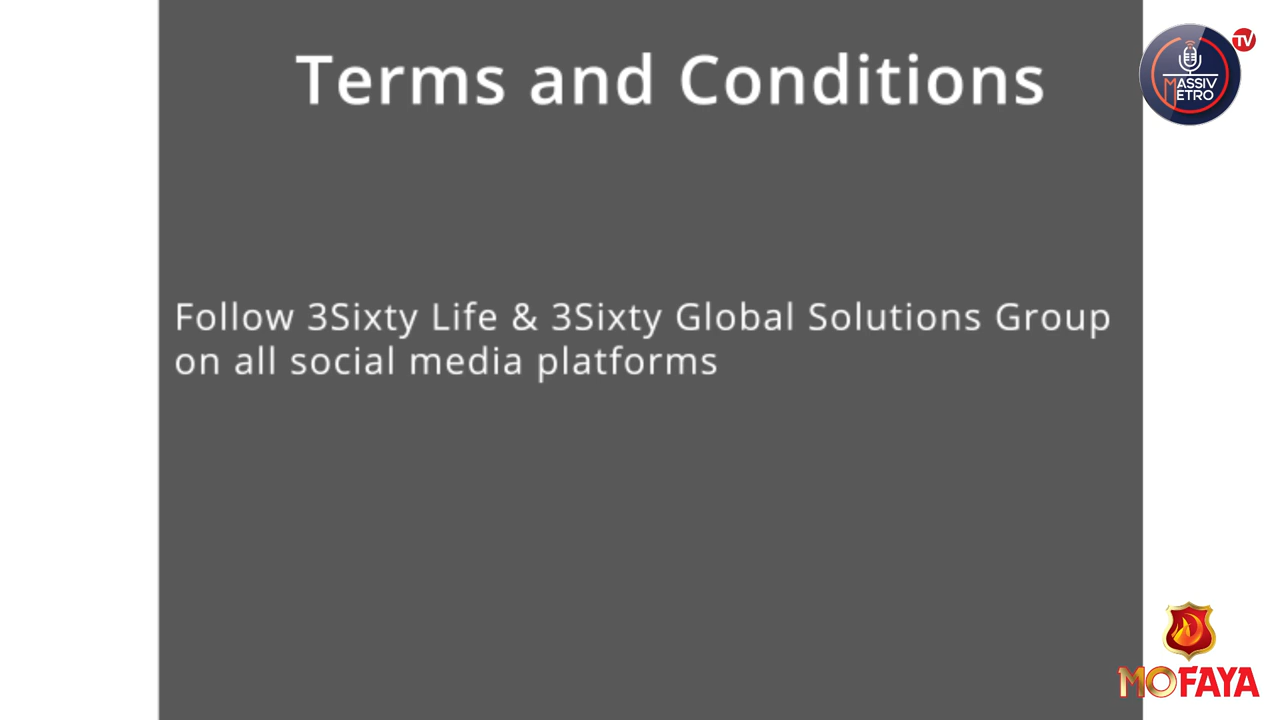 Terms and Conditions
TV
MASSIV
METRO
Follow 3Sixty Life & 3Sixty Global Solutions Group
on all social media platforms
MOFAYA